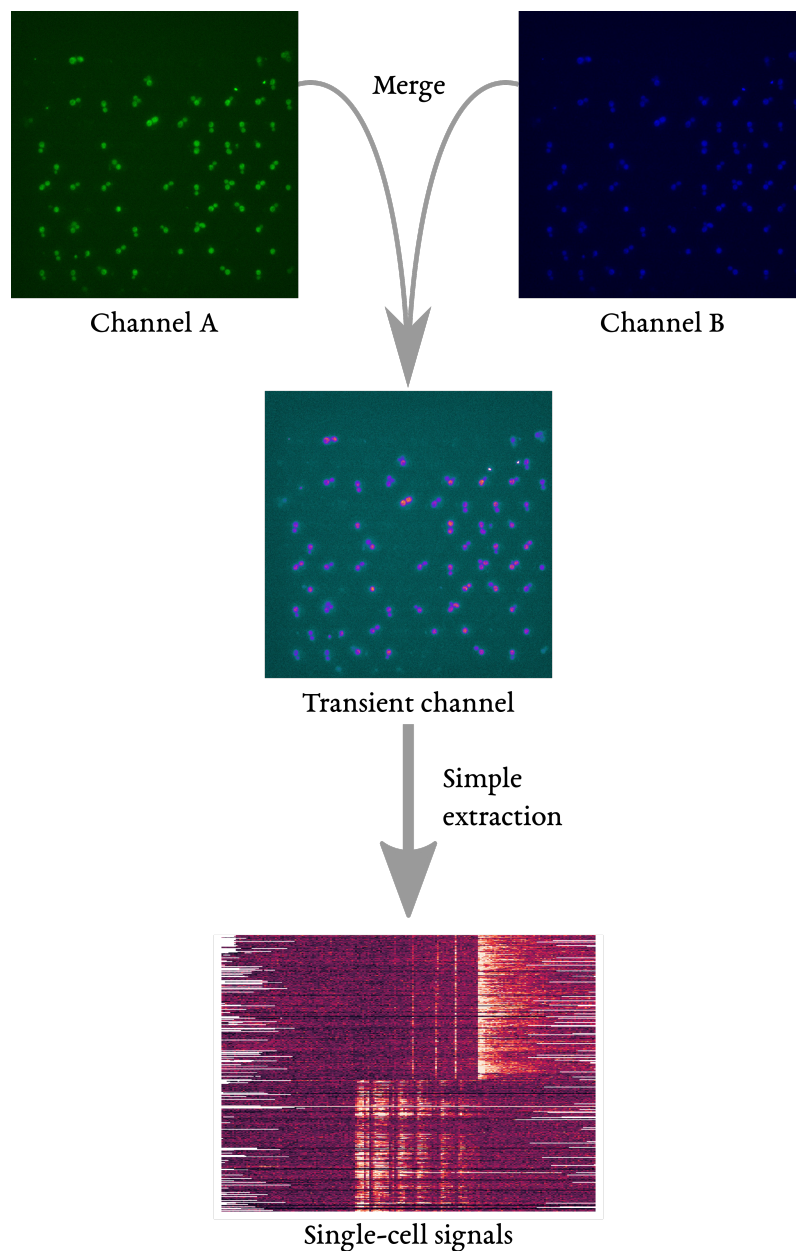 Merge
Channel A
Channel B
Transient channel
Simple
extraction
Single-cell signals